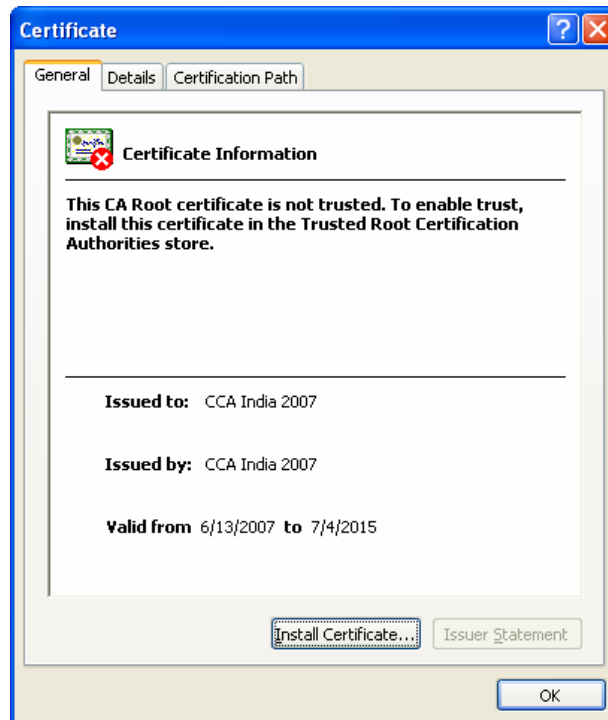 Certificate
General Details Certification Path
Certificate Information
This CA Root certificate is not trusted. To enable trust,
install this certificate in the Trusted Root Certification
Authorities store.
Issued to: CCA India 2007
Issued by: CCA India 2007
Valid from 6/13/2007 to 7/4/2015
Install Certificate... Issuer Statement
OK